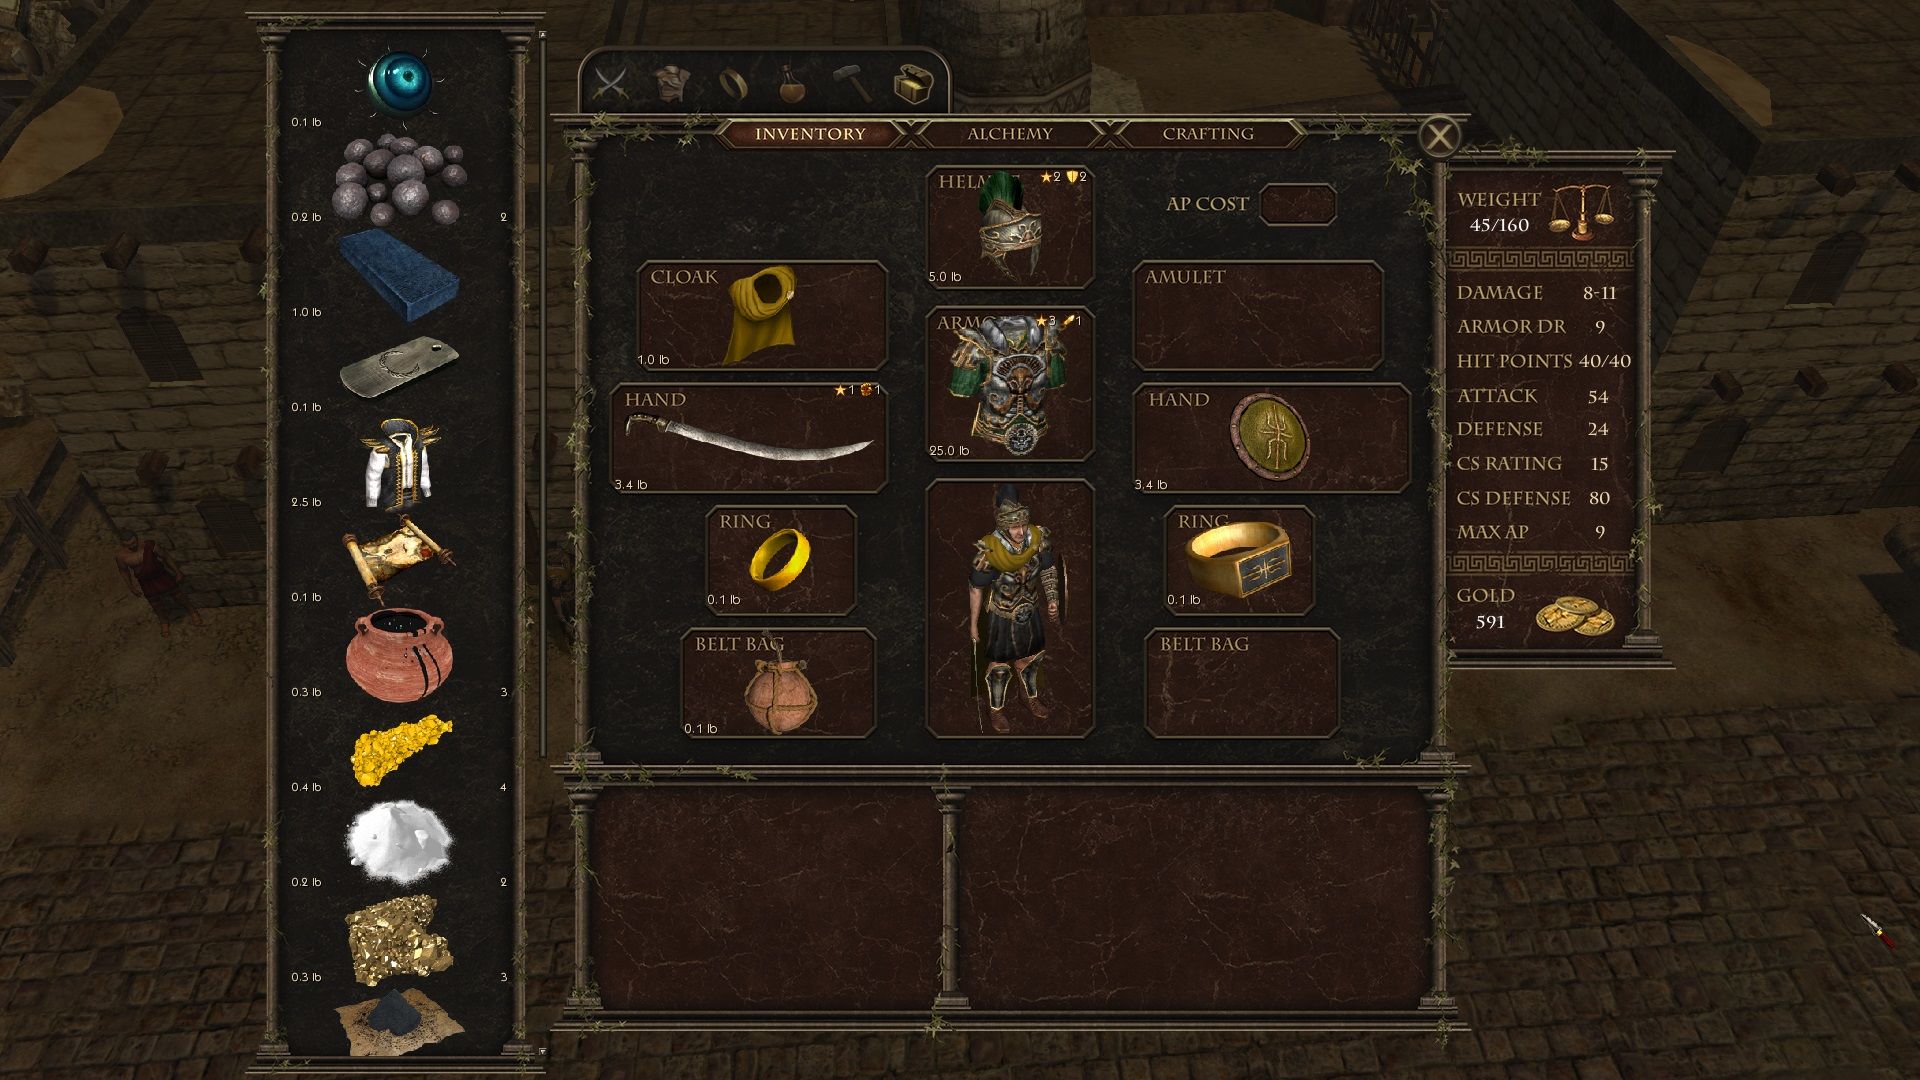 0.1 lb
0.2 lb 2
1.0 lb
0.1 lb
2.5 lb
0.1 lb
0.3 lb 3
0.4 lb 4
0.2 lb 2
0.3 lb 3
INVENTORY ALCHEMY CRAFTING
HELM 2 2
5.0 lb
AP COST
CLOAK
1.0 lb
AMULET
ARMO 3 1
25.0 lb
HAND 1 1
3.4 lb
HAND
3.4 lb
RING
0.1 lb
RING
0.1 lb
BELT BAG
0.1 lb
BELT BAG
WEIGHT
45/160
DAMAGE 8-11
ARMOR DR 9
HIT POINTS 40/40
ATTACK 54
DEFENSE 24
CS RATING 15
CS DEFENSE 80
MAX AP 9
GOLD
591